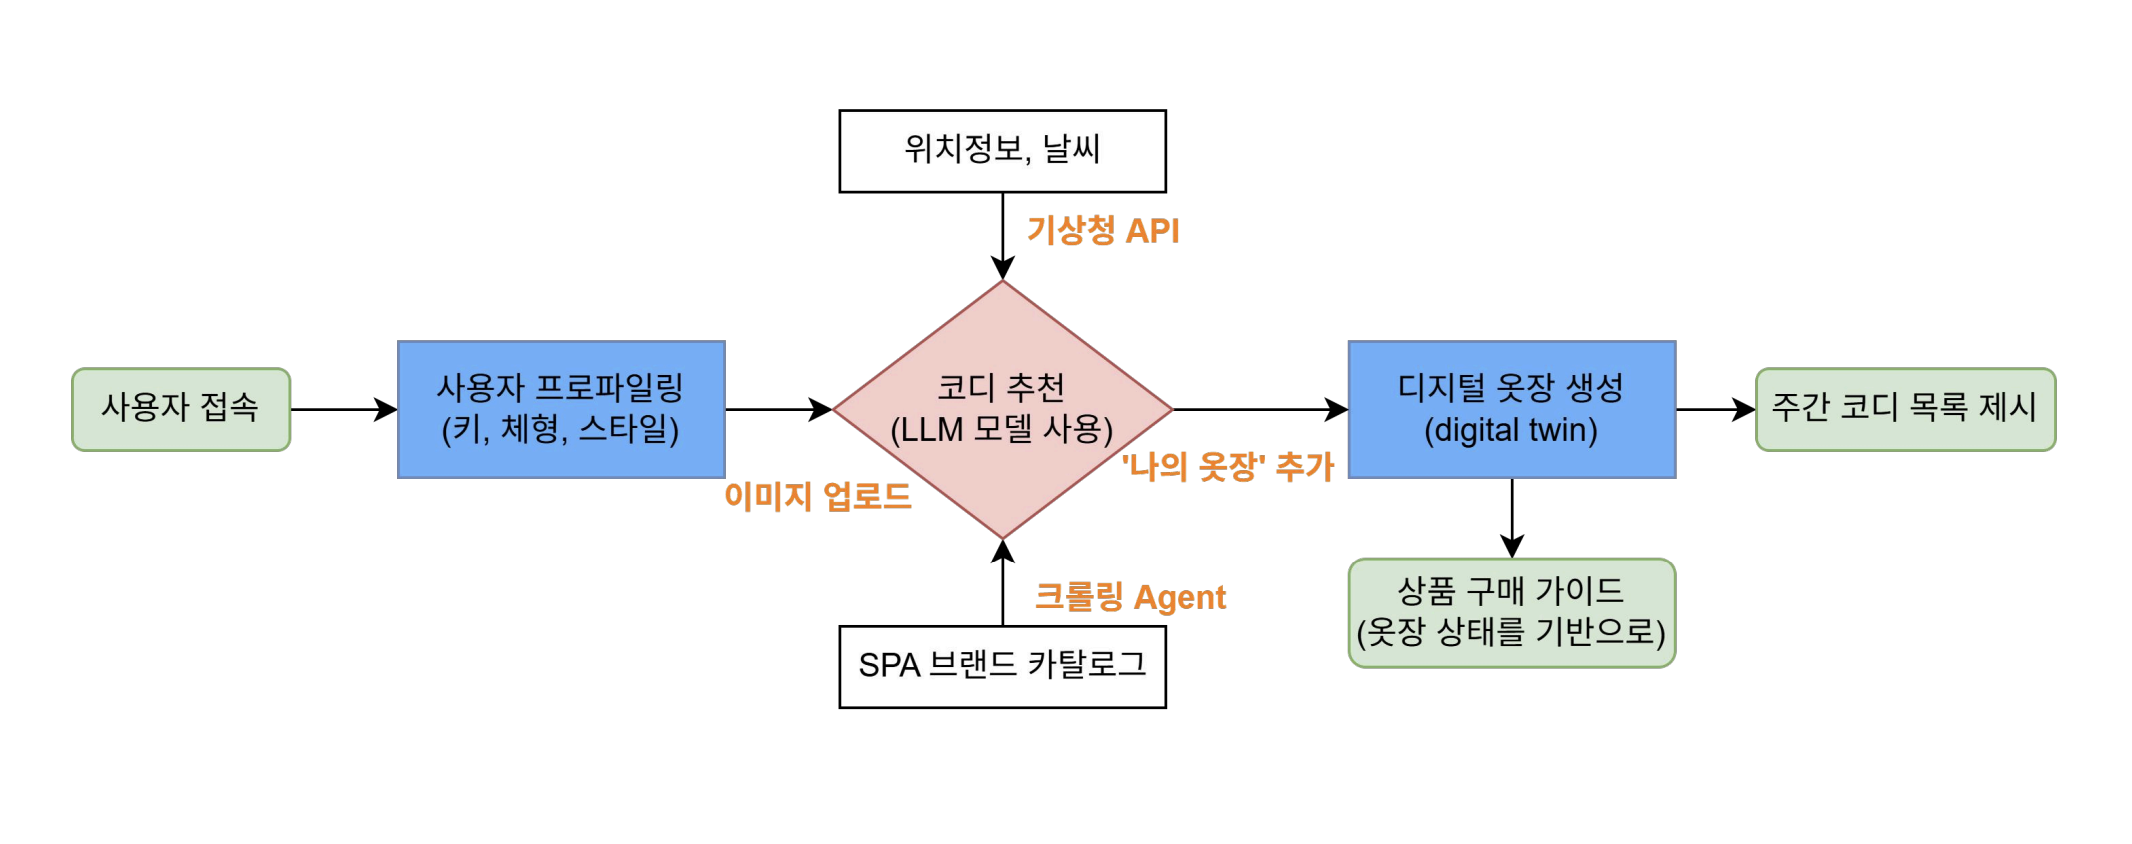 위치정보, 날씨
기상청 API
사용자 접속
사용자 프로파일링
(키, 체형, 스타일)
이미지 업로드
코디 추천
(LLM 모델 사용)
'나의 옷장' 추가
디지털 옷장 생성
(digital twin)
주간 코디 목록 제시
크롤링 Agent
SPA 브랜드 카탈로그
상품 구매 가이드
(옷장 상태를 기반으로)